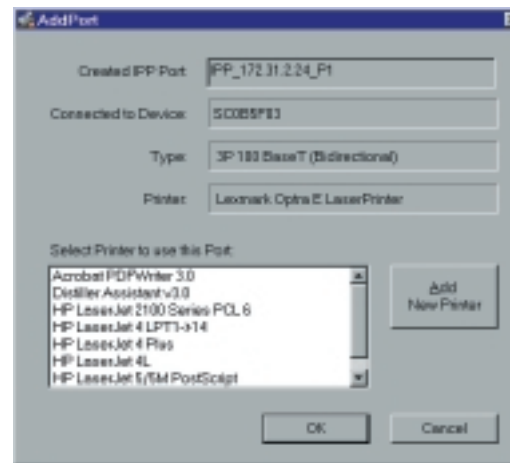 AddPort
Created IPP Port: IPP_172.31.2.24_P1
Connected to Device:
Type: 3P 100 BaseT (Bidirectional)
Printer: Lexmark Optra E LaserPrinter
Select Printer to use this Port:
Acrobat PDFWriter 3.0
Distiller Assistant v3.0
HP LaserJet 2100 Series PCL 6
HP LaserJet 4 LPT1->14
HP LaserJet 4 Plus
HP LaserJet 4L
HP LaserJet 5/5M PostScript
Add
New Printer
OK
Cancel